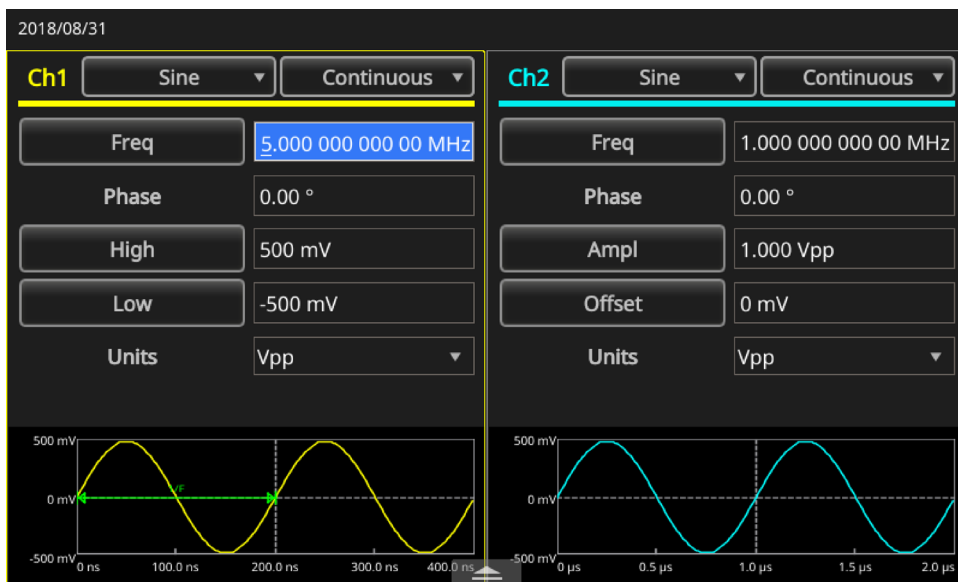 2018/08/31
Ch1 Sine Continuous
Freq 5.000 000 000 00 MHz
Phase 0.00 °
High 500 mV
Low -500 mV
Units Vpp
500 mV
0 mV
-500 mV
0 ns 100.0 ns 200.0 ns 300.0 ns 400.0 ns
Ch2 Sine Continuous
Freq 1.000 000 000 00 MHz
Phase 0.00 °
Ampl 1.000 Vpp
Offset 0 mV
Units Vpp
500 mV
0 mV
-500 mV
0 µs 0.5 µs 1.0 µs 1.5 µs 2.0 µs